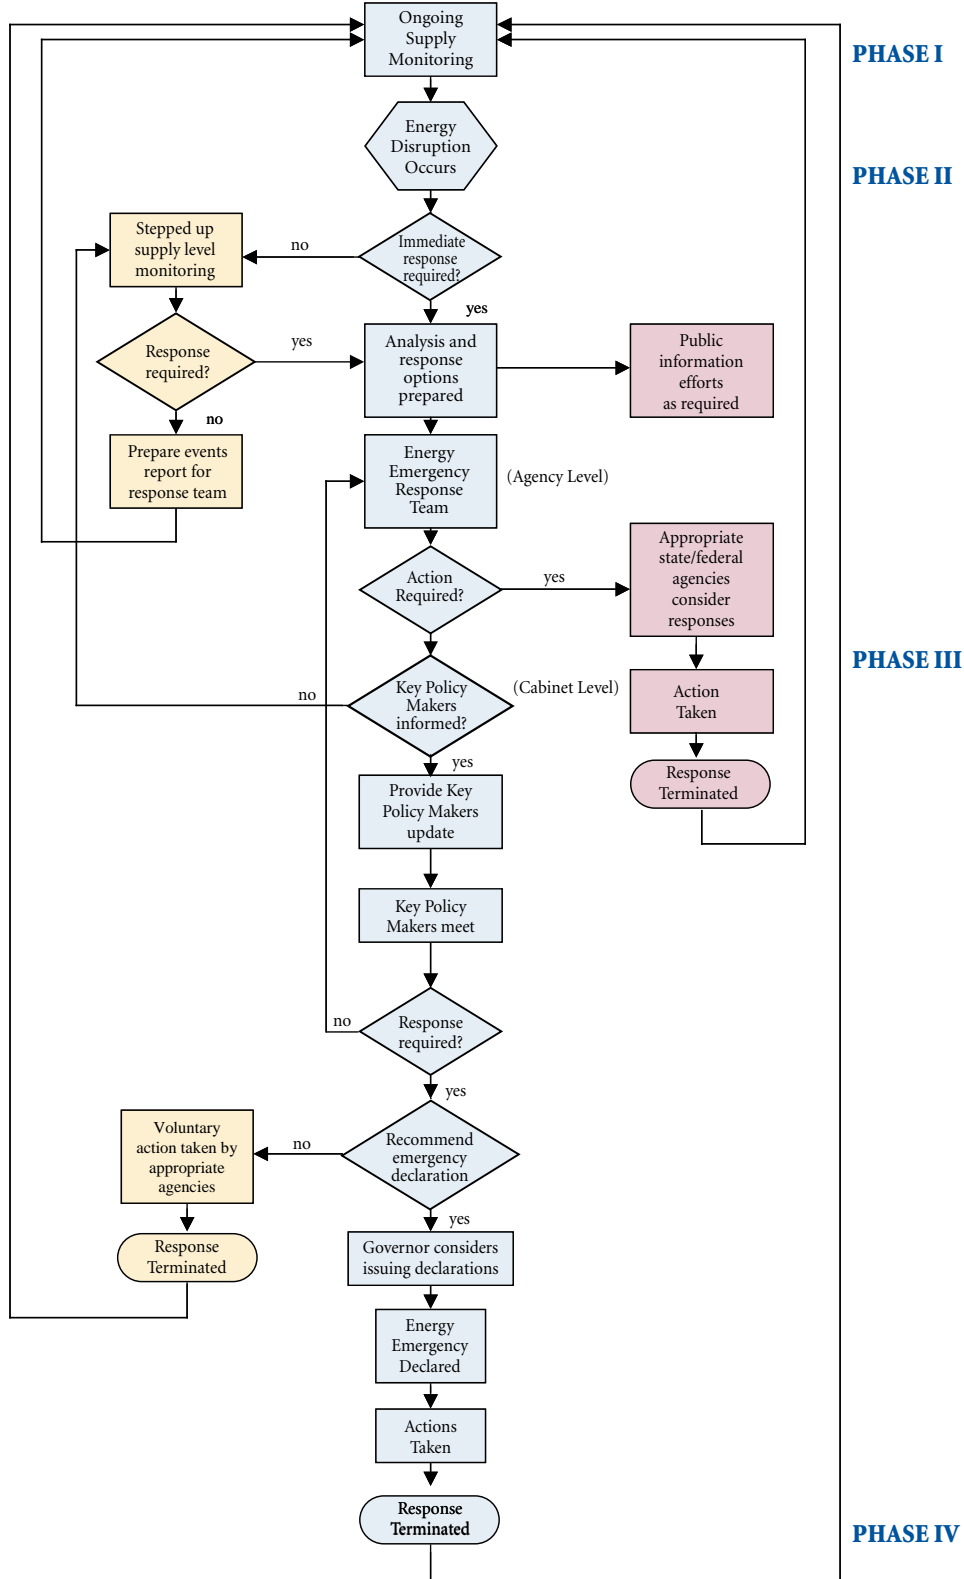 Ongoing
Supply
Monitoring
PHASE I
Energy
Disruption
Occurs
PHASE II
Stepped up
supply level
monitoring
no
Immediate
response
required?
yes
Response
required?
yes
Analysis and
response
options
prepared
Public
information
efforts
as required
no
Prepare events
report for
response team
Energy
Emergency
Response
Team
(Agency Level)
Action
Required?
yes
Appropriate
state/federal
agencies
consider
responses
PHASE III
no
Key Policy
Makers
informed?
(Cabinet Level)
Action
Taken
yes
Response
Terminated
Provide Key
Policy Makers
update
Key Policy
Makers meet
no
Response
required?
yes
Voluntary
action taken by
appropriate
agencies
no
Recommend
emergency
declaration
yes
Response
Terminated
Governor considers
issuing declarations
Energy
Emergency
Declared
Actions
Taken
Response
Terminated
PHASE IV